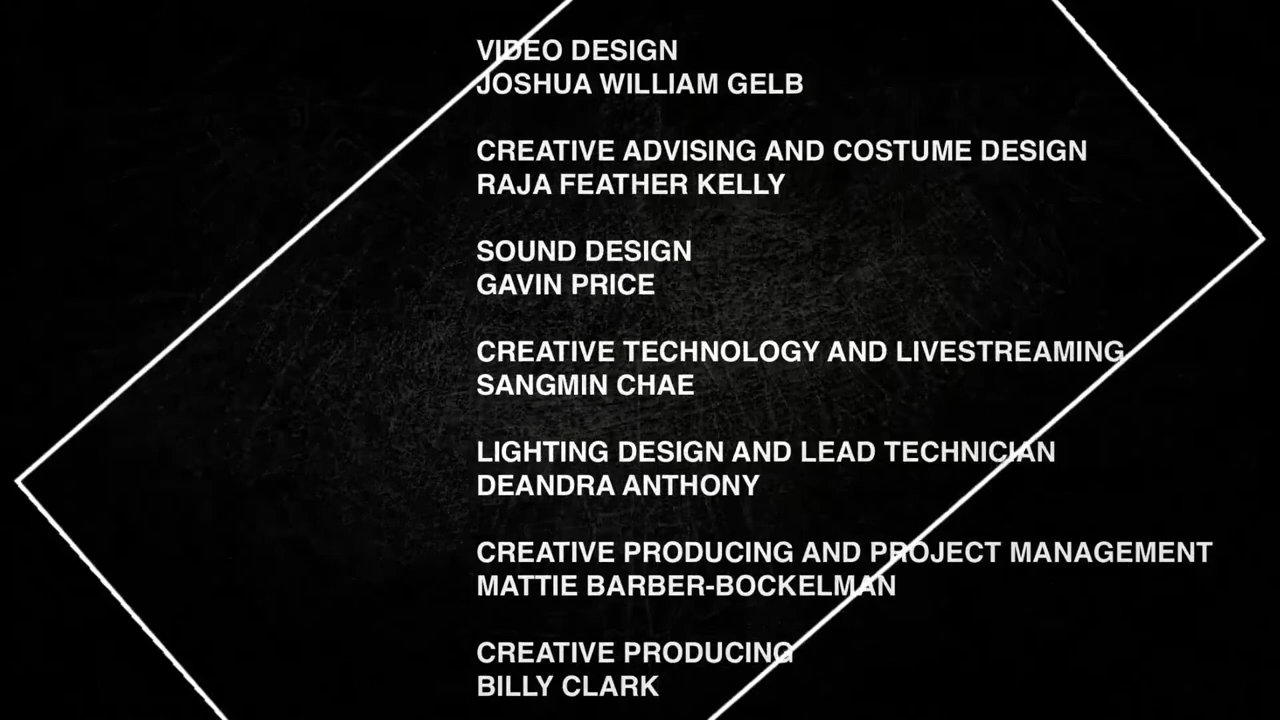 VIDEO DESIGN
JOSHUA WILLIAM GELB
CREATIVE ADVISING AND COSTUME DESIGN
RAJA FEATHER KELLY
SOUND DESIGN
GAVIN PRICE
CREATIVE TECHNOLOGY AND LIVESTREAMING
SANGMIN CHAE
LIGHTING DESIGN AND LEAD TECHNICIAN
DEANDRA ANTHONY
CREATIVE PRODUCING AND PROJECT MANAGEMENT
MATTIE BARBER-BOCKELMAN
CREATIVE PRODUCING
BILLY CLARK